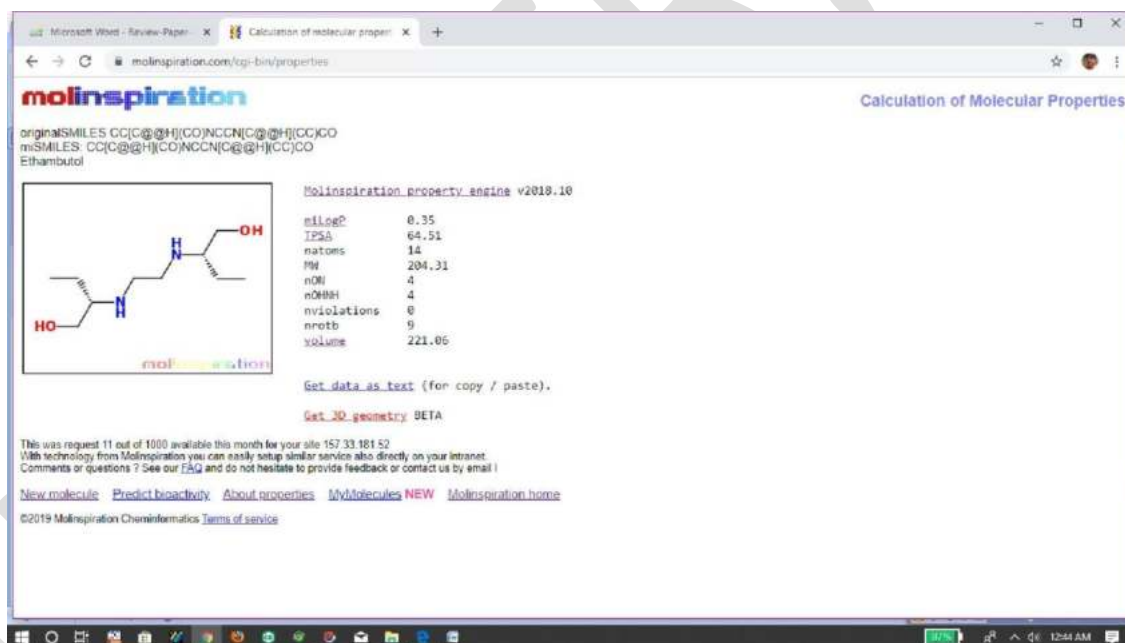 Microsoft Word - Review-Paper-
Calculation of molecular proper
molinspiration.com/cgi-bin/properties
molinspiration
Calculation of Molecular Properties
originalSMILES CC[C@@H](CO)NCCN[C@@H](CC)CO
miSMILES: CC[C@@H](CO)NCCN[C@@H](CC)CO
Ethambutol
Molinspiration property engine v2018.10
miLogP 0.35
TPSA 64.51
natoms 14
MW 204.31
nON 4
nOHNH 4
nviolations 0
nrotb 9
volume 221.06
OH
H
N
N
H
HO
molinspiration
Get data as text (for copy / paste).
Get 3D geometry BETA
This was request 11 out of 1000 available this month for your site 157.33.181.52
With technology from Molinspiration you can easily setup similar service also directly on your intranet.
Comments or questions ? See our FAQ and do not hesitate to provide feedback or contact us by email !
New molecule Predict bioactivity About properties MyMolecules NEW Molinspiration home
©2019 Molinspiration Cheminformatics Terms of service
97%
12:44 AM